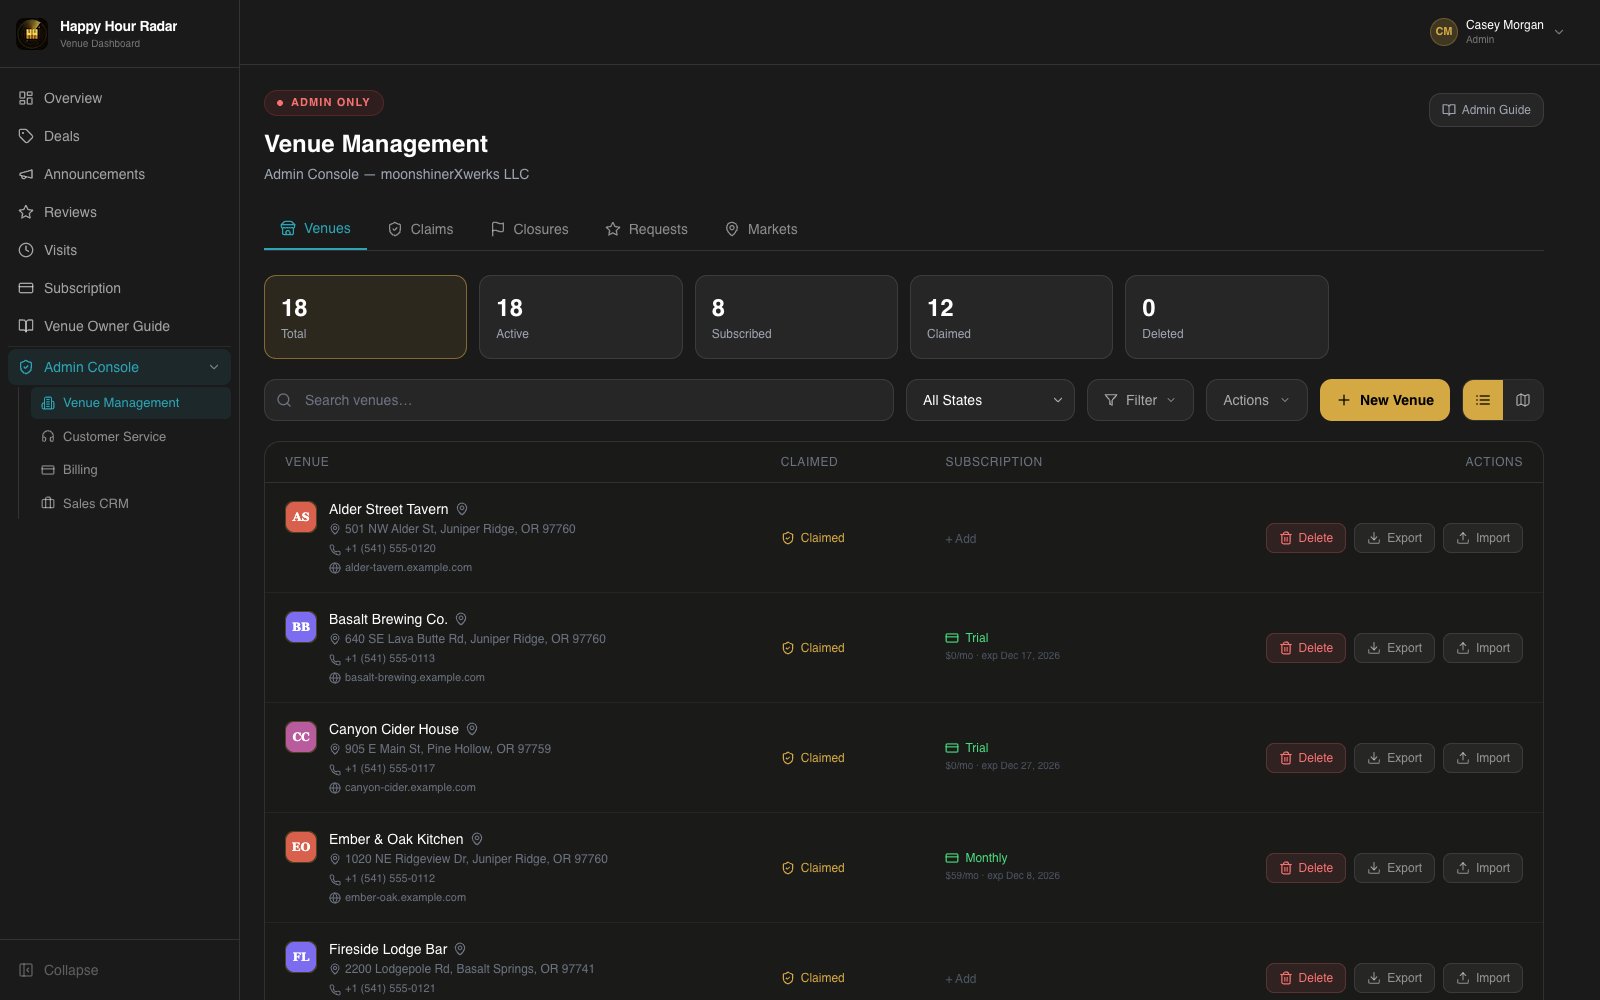 Happy Hour Radar
Venue Dashboard
Overview
Deals
Announcements
Reviews
Visits
Subscription
Venue Owner Guide
Admin Console
Venue Management
Customer Service
Billing
Sales CRM
Collapse
CM
Casey Morgan
Admin
ADMIN ONLY
Admin Guide
Venue Management
Admin Console — moonshinerXwerks LLC
Venues
Claims
Closures
Requests
Markets
18
Total
18
Active
8
Subscribed
12
Claimed
0
Deleted
Search venues…
All States
Filter
Actions
New Venue
VENUE CLAIMED SUBSCRIPTION ACTIONS
AS
Alder Street Tavern
501 NW Alder St, Juniper Ridge, OR 97760
+1 (541) 555-0120
alder-tavern.example.com
Claimed
+ Add
Delete Export Import
BB
Basalt Brewing Co.
640 SE Lava Butte Rd, Juniper Ridge, OR 97760
+1 (541) 555-0113
basalt-brewing.example.com
Claimed
Trial
$0/mo · exp Dec 17, 2026
Delete Export Import
CC
Canyon Cider House
905 E Main St, Pine Hollow, OR 97759
+1 (541) 555-0117
canyon-cider.example.com
Claimed
Trial
$0/mo · exp Dec 27, 2026
Delete Export Import
EO
Ember & Oak Kitchen
1020 NE Ridgeview Dr, Juniper Ridge, OR 97760
+1 (541) 555-0112
ember-oak.example.com
Claimed
Monthly
$59/mo · exp Dec 8, 2026
Delete Export Import
FL
Fireside Lodge Bar
2200 Lodgepole Rd, Basalt Springs, OR 97741
+1 (541) 555-0121
Claimed
+ Add
Delete Export Import